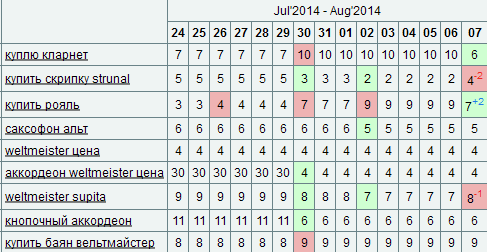 Jul'2014 - Aug'2014
24 25 26 27 28 29 30 31 01 02 03 04 05 06 07
куплю кларнет 7 7 7 7 7 7 10 10 10 10 10 10 10 10 6
купить скрипку strunal 5 5 5 5 5 5 3 3 3 2 2 2 2 2 4-2
купить рояль 3 3 4 4 4 4 7 7 7 9 9 9 9 9 7+2
саксофон альт 6 6 6 6 6 6 6 6 6 5 5 5 5 5 5
weltmeister цена 4 4 4 4 4 4 4 4 4 4 4 4 4 4 4
аккордеон weltmeister цена 30 30 30 30 30 30 4 4 4 4 4 4 4 4 4
weltmeister supita 9 9 9 9 9 9 8 8 8 7 7 7 7 7 8-1
кнопочный аккордеон 11 11 11 11 11 11 6 6 6 6 6 6 6 6 6
купить баян вельтмайстер 8 8 8 8 8 8 9 9 9 9 9 9 9 9 9